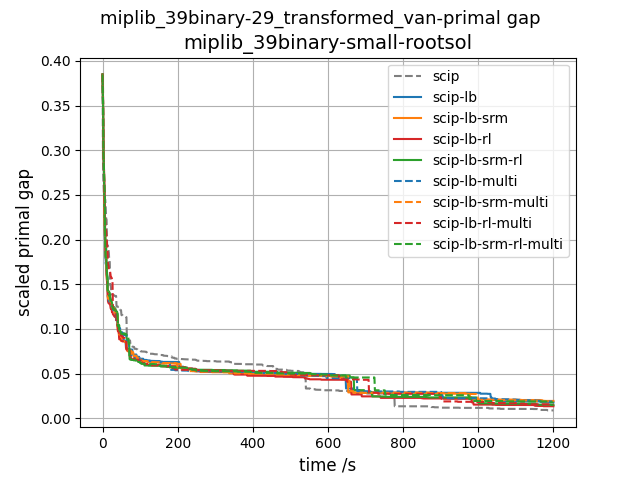 miplib_39binary-29_transformed_van-primal gap
miplib_39binary-small-rootsol
scaled primal gap
0.40
0.35
0.30
0.25
0.20
0.15
0.10
0.05
0.00
scip
scip-lb
scip-lb-srm
scip-lb-rl
scip-lb-srm-rl
scip-lb-multi
scip-lb-srm-multi
scip-lb-rl-multi
scip-lb-srm-rl-multi
0 200 400 600 800 1000 1200
time /s